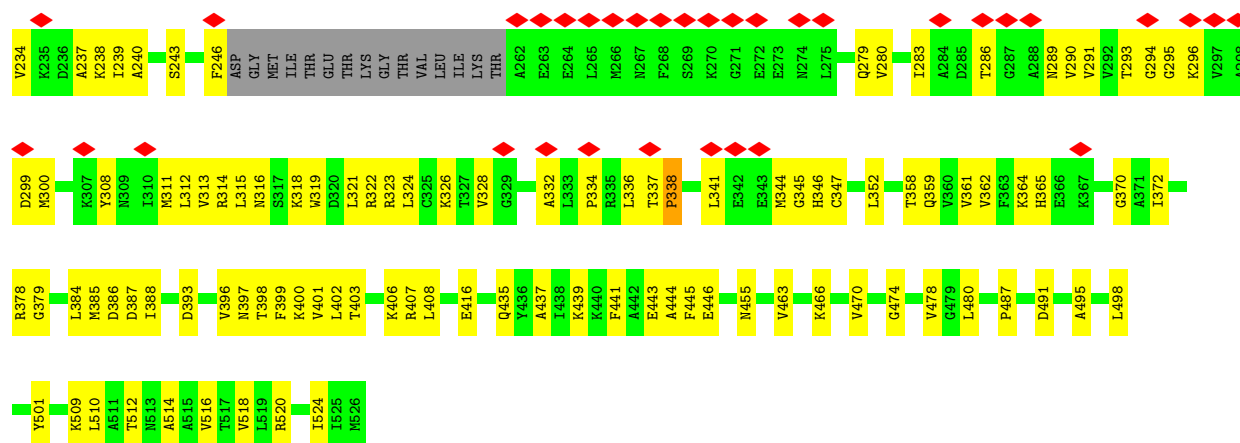 V234 K235 D236 A237 K238 I239 A240 S243 F246 ASP GLY MET ILE THR GLU THR LYS GLY THR VAL LEU ILE LYS THR A262 E263 E264 L265 M266 N267 F268 S269 K270 G271 E272 E273 N274 L275 Q279 V280 I283 A284 D285 T286 G287 A288 N289 V290 V291 V292 T293 G294 G295 K296 V297 A298
D299 M300 K307 Y308 N309 I310 M311 L312 V313 R314 L315 N316 S317 K318 W319 D320 L321 R322 R323 L324 C325 K326 T327 V328 G329 A332 L333 P334 R335 L336 T337 P338 L341 E342 E343 M344 G345 H346 C347 L352 T358 Q359 V360 V361 V362 F363 K364 H365 E366 K367 G370 A371 I372
R378 G379 L384 M385 D386 D387 I388 D393 V396 N397 T398 F399 K400 V401 L402 T403 K406 R407 L408 E416 Q435 Y436 A437 I438 K439 K440 F441 A442 E443 A444 F445 E446 N455 V463 K466 V470 G474 V478 G479 L480 P487 D491 A495 L498
Y501 K509 L510 A511 T512 N513 A514 A515 V516 T517 V518 L519 R520 I524 I525 M526